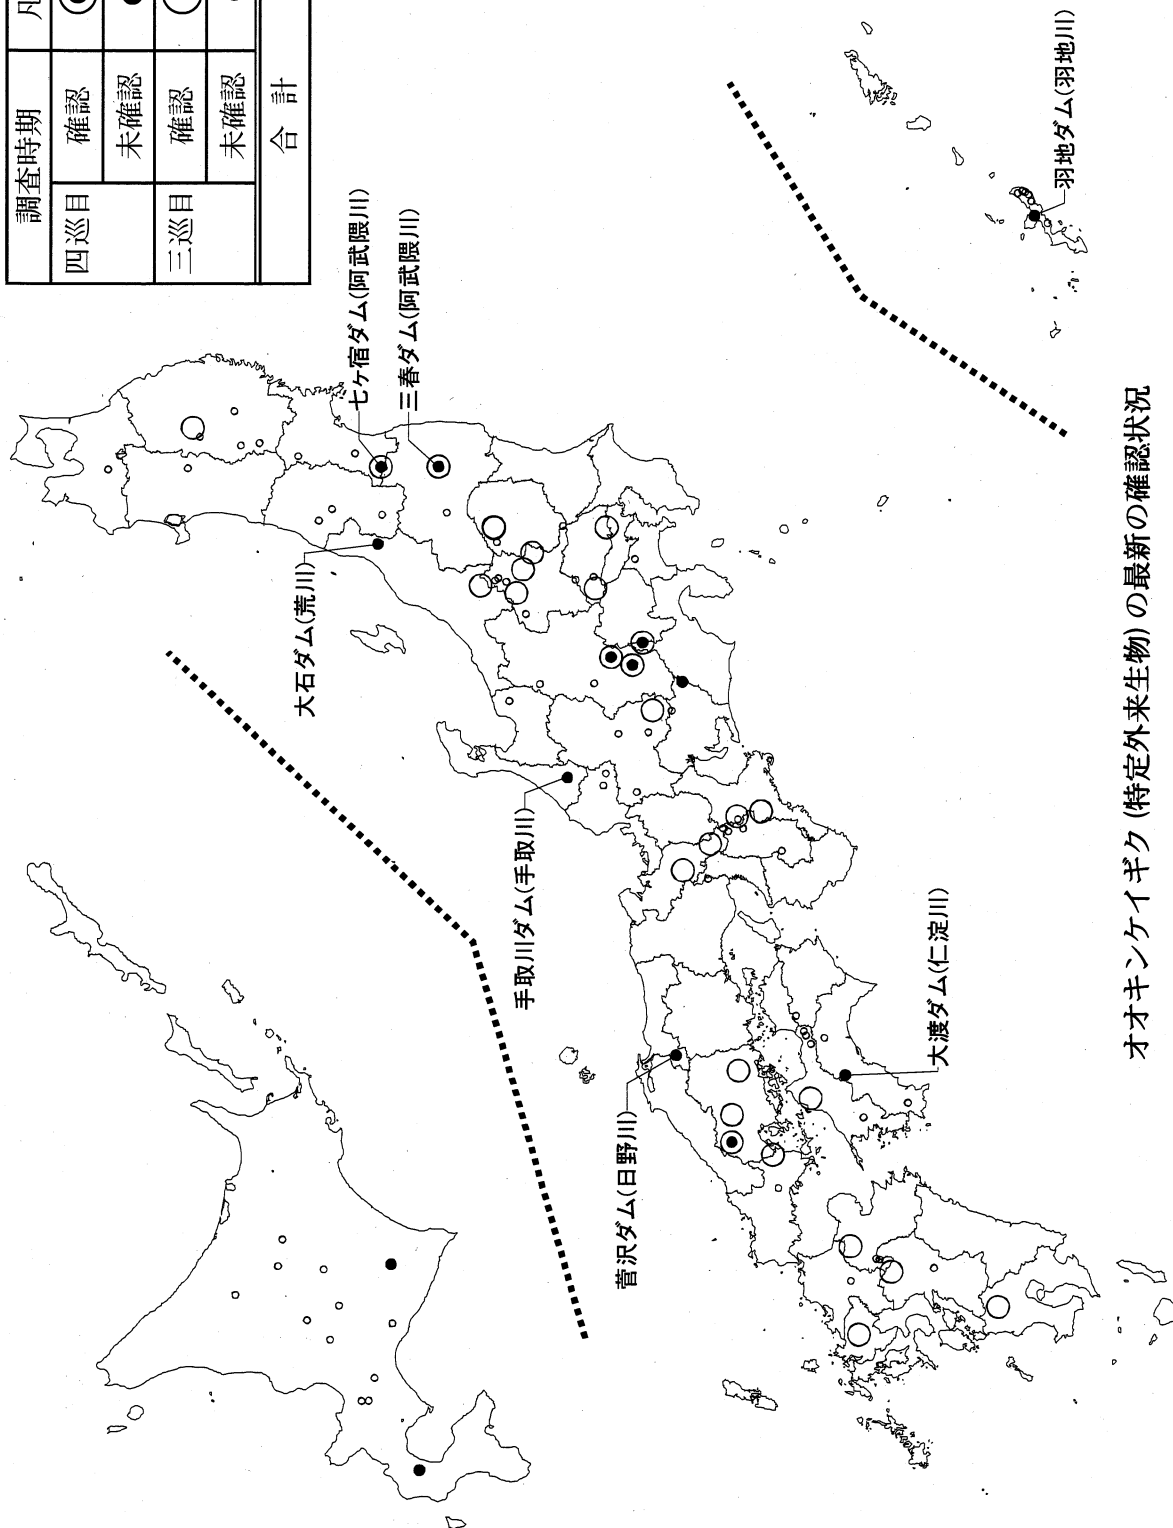 調査時期
四巡目
確認
未確認
三巡目
確認
未確認
合計
七ヶ宿ダム(阿武隈川)
三春ダム(阿武隈川)
大石ダム(荒川)
手取川ダム(手取川)
菅沢ダム(日野川)
大渡ダム(仁淀川)
羽地ダム(羽地川)
オオキンケイギク (特定外来生物) の最新の確認状況